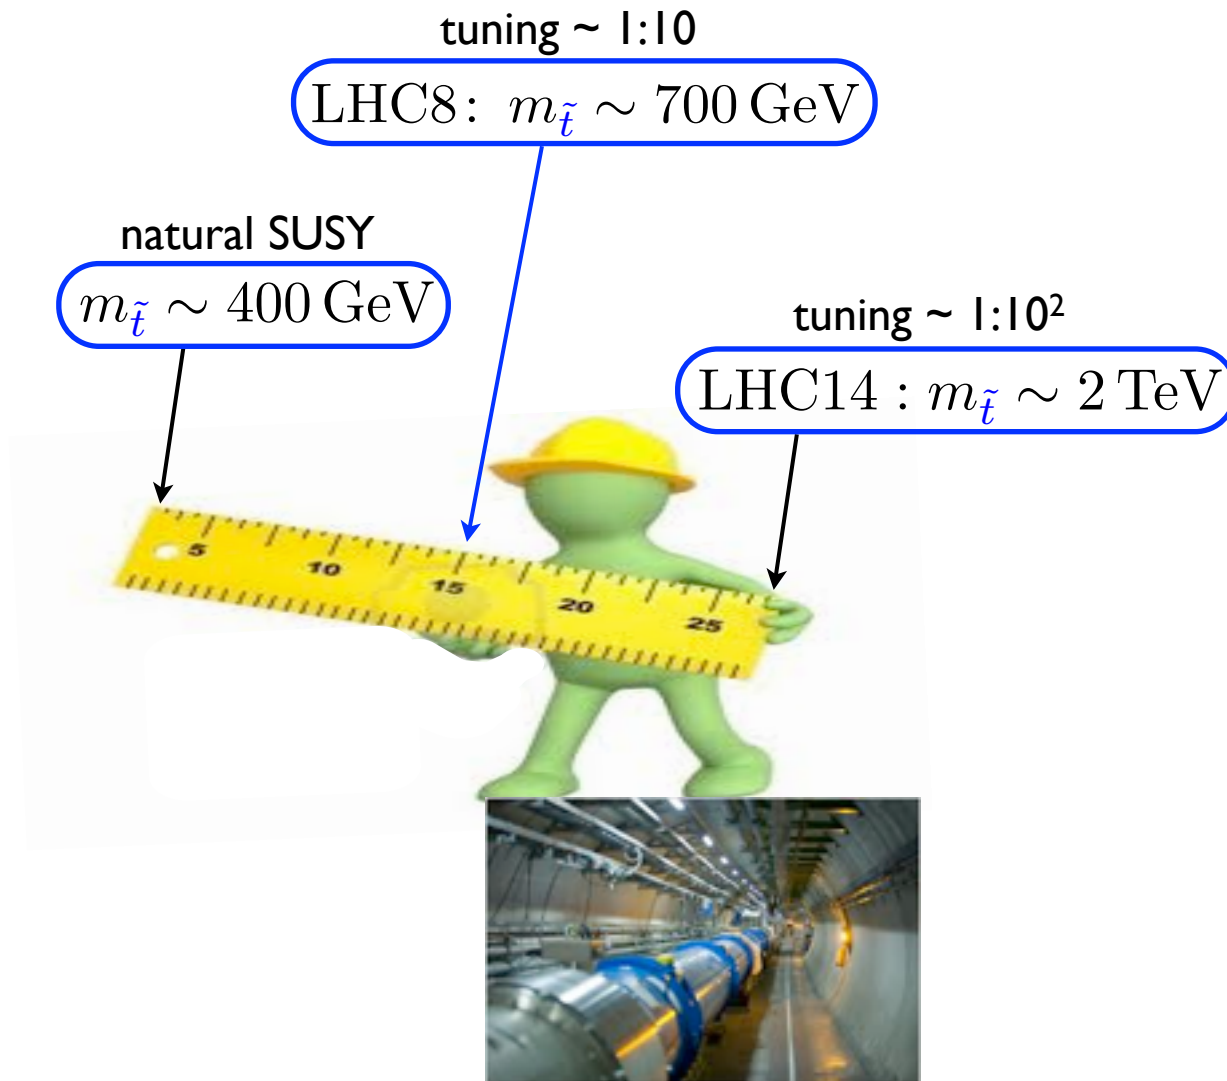 tuning ~ 1:10
LHC8: m_t̃ ~ 700 GeV
natural SUSY
m_t̃ ~ 400 GeV
tuning ~ 1:10²
LHC14 : m_t̃ ~ 2 TeV
5 10 15 20 25